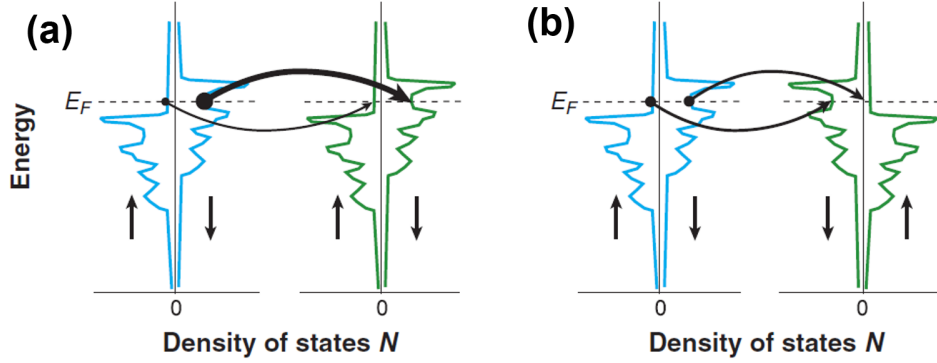 (a)
(b)
Energy
E_F
E_F
0
0
0
0
Density of states N
Density of states N